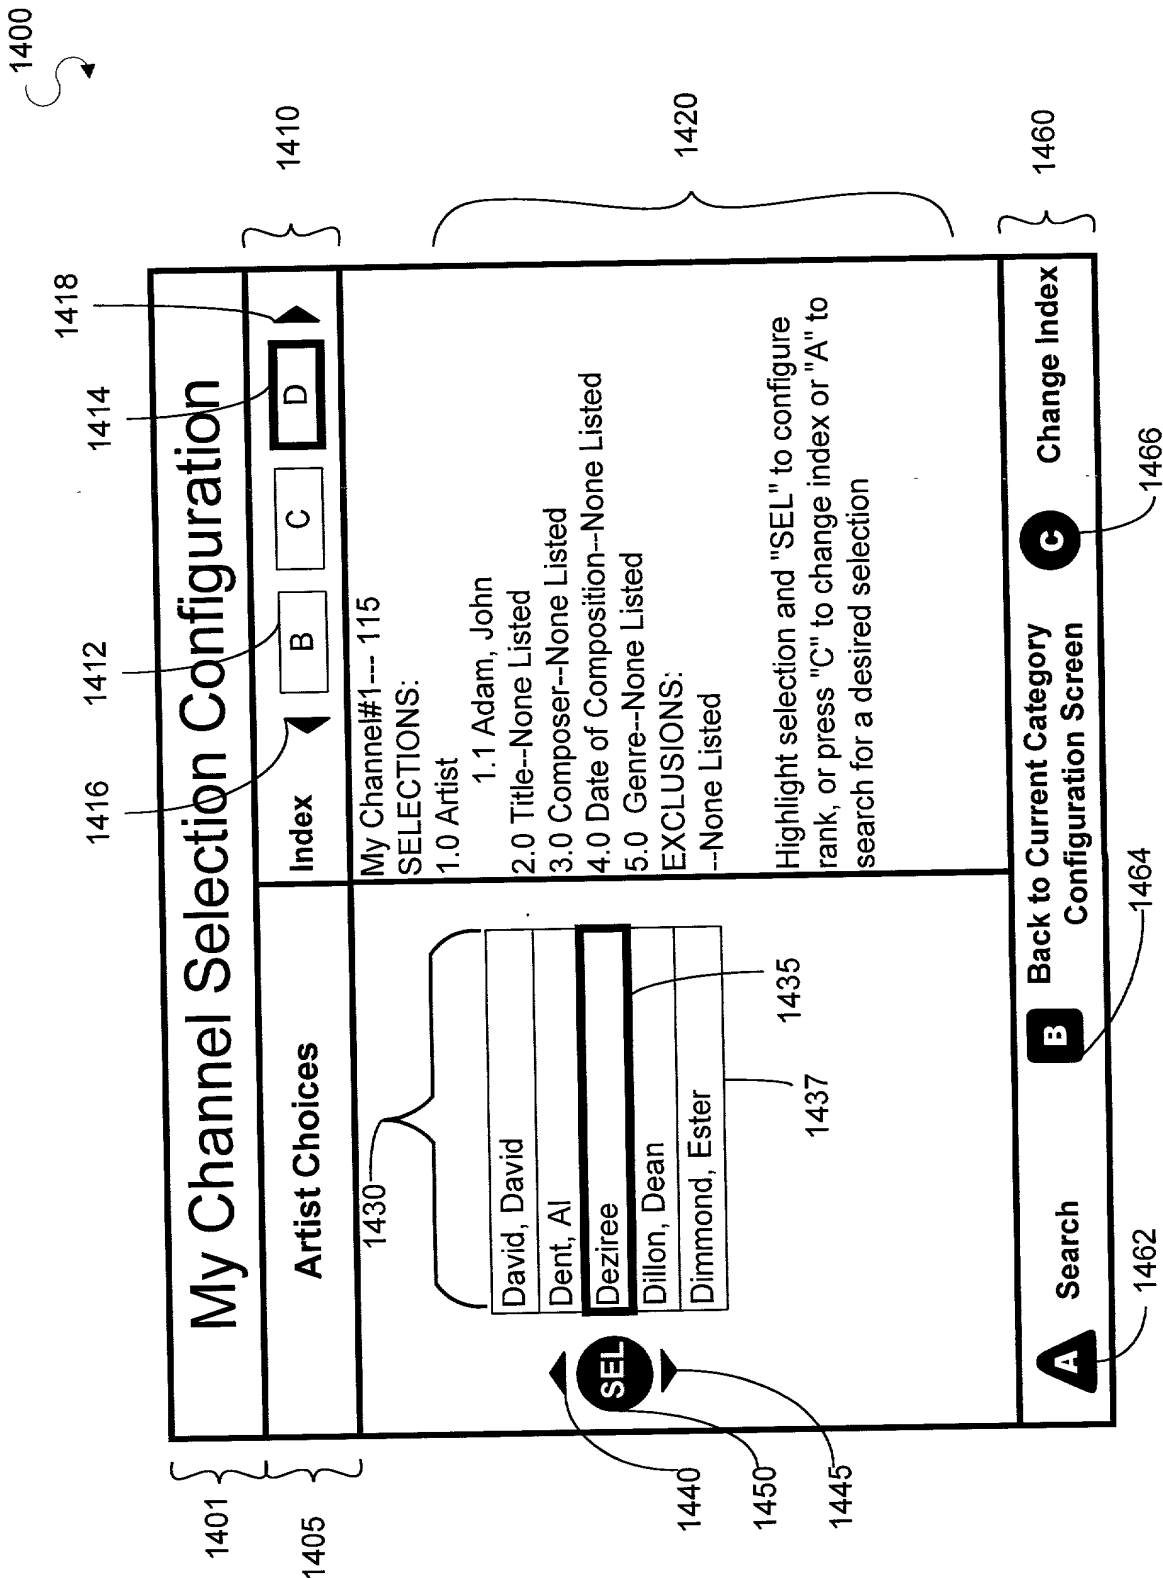 1400
1418
1414
1412
1416
1410
My Channel Selection Configuration
1401
Artist Choices
1405
Index
B
C
D
1430
David, David
Dent, Al
Deziree
Dillon, Dean
Dimmond, Ester
SEL
1440
1450
1445
1435
1437
My Channel#1--- 115
SELECTIONS:
1.0 Artist
1.1 Adam, John
2.0 Title--None Listed
3.0 Composer--None Listed
4.0 Date of Composition--None Listed
5.0 Genre--None Listed
EXCLUSIONS:
--None Listed
Highlight selection and "SEL" to configure
rank, or press "C" to change index or "A" to
search for a desired selection
1420
A
Search
B
Back to Current Category
Configuration Screen
C
Change Index
1460
1462
1464
1466